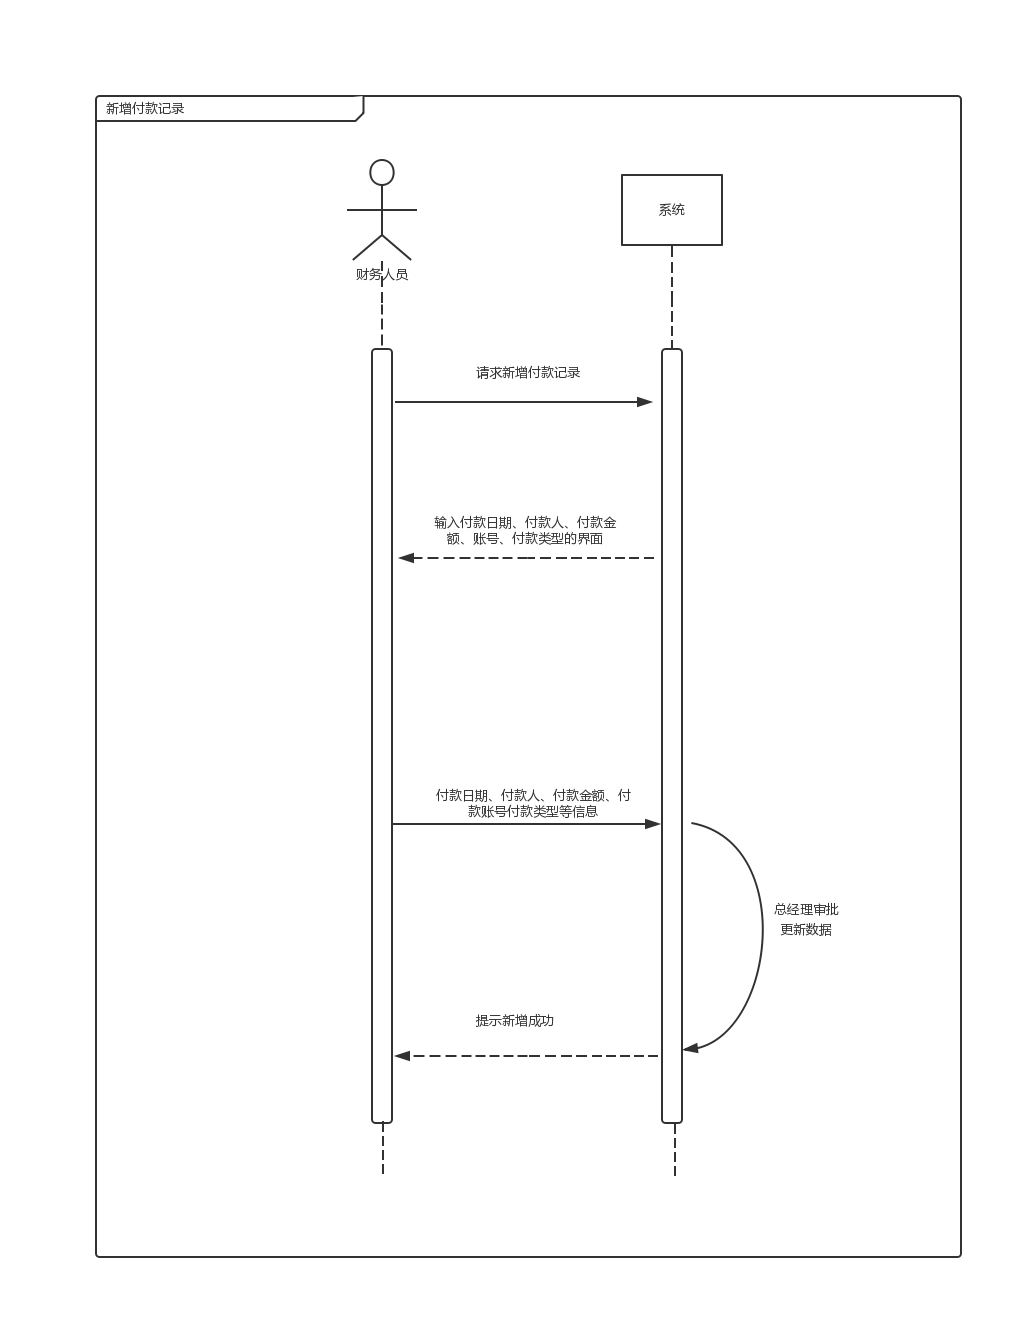 新增付款记录
系统
财务人员
请求新增付款记录
输入付款日期、付款人、付款金
额、账号、付款类型的界面
付款日期、付款人、付款金额、付
款账号付款类型等信息
总经理审批
更新数据
提示新增成功